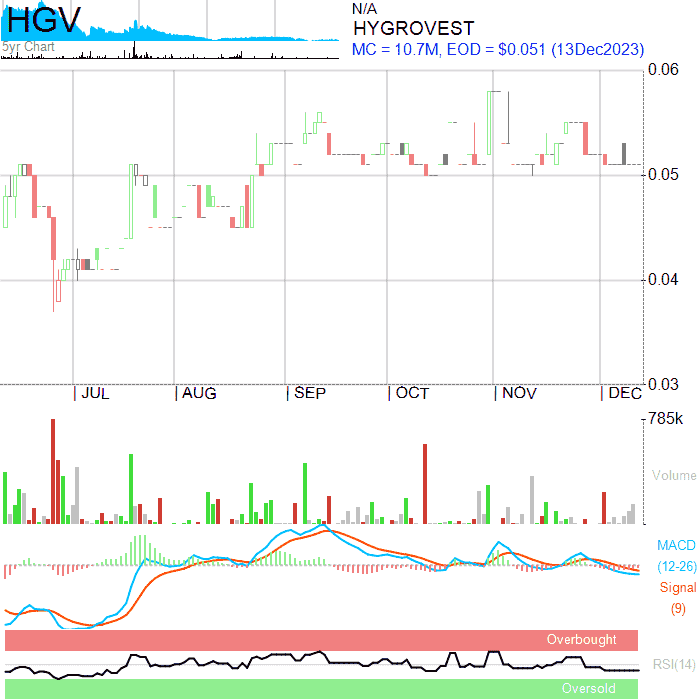 HGV
5yr Chart
N/A
HYGROVEST
MC = 10.7M, EOD = $0.051 (13Dec2023)
0.06
0.05
0.04
0.03
| JUL | AUG | SEP | OCT | NOV | DEC
785k
Volume
MACD
(12-26)
Signal
(9)
Overbought
RSI(14)
Oversold